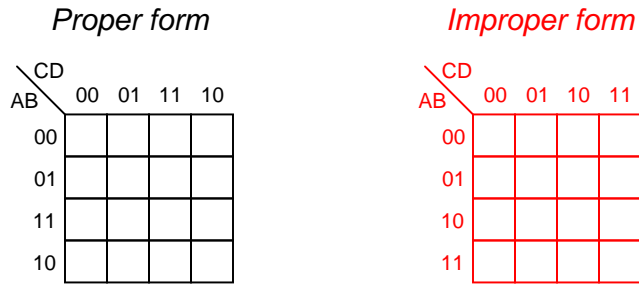 Proper form
CD
AB 00 01 11 10
00
01
11
10
Improper form
CD
AB 00 01 10 11
00
01
10
11